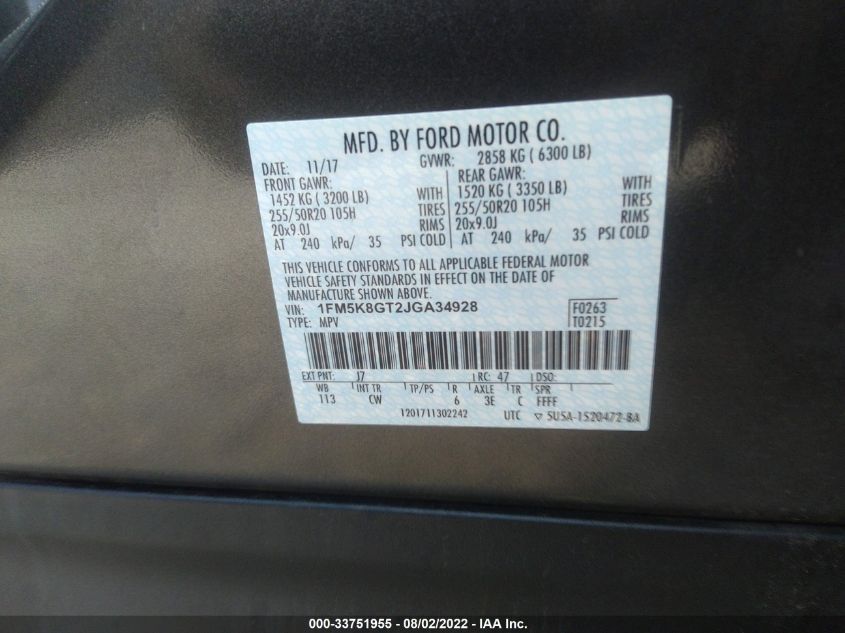 MFD. BY FORD MOTOR CO.
DATE: 11/17 GVWR: 2858 KG ( 6300 LB)
FRONT GAWR: REAR GAWR:
1452 KG ( 3200 LB) WITH 1520 KG ( 3350 LB) WITH
255/50R20 105H TIRES 255/50R20 105H TIRES
20x9.0J RIMS 20x9.0J RIMS
AT 240 kPa/ 35 PSI COLD AT 240 kPa/ 35 PSI COLD
THIS VEHICLE CONFORMS TO ALL APPLICABLE FEDERAL MOTOR
VEHICLE SAFETY STANDARDS IN EFFECT ON THE DATE OF
MANUFACTURE SHOWN ABOVE.
VIN: 1FM5K8GT2JGA34928 F0263
TYPE: MPV T0215
EXT PNT: J7 RC: 47 DSO:
WB INT TR TP/PS R AXLE TR SPR
113 CW 6 3E C FFFF
1201711302242 UTC ▽ 5U5A-1520472-BA
000-33751955 - 08/02/2022 - IAA Inc.